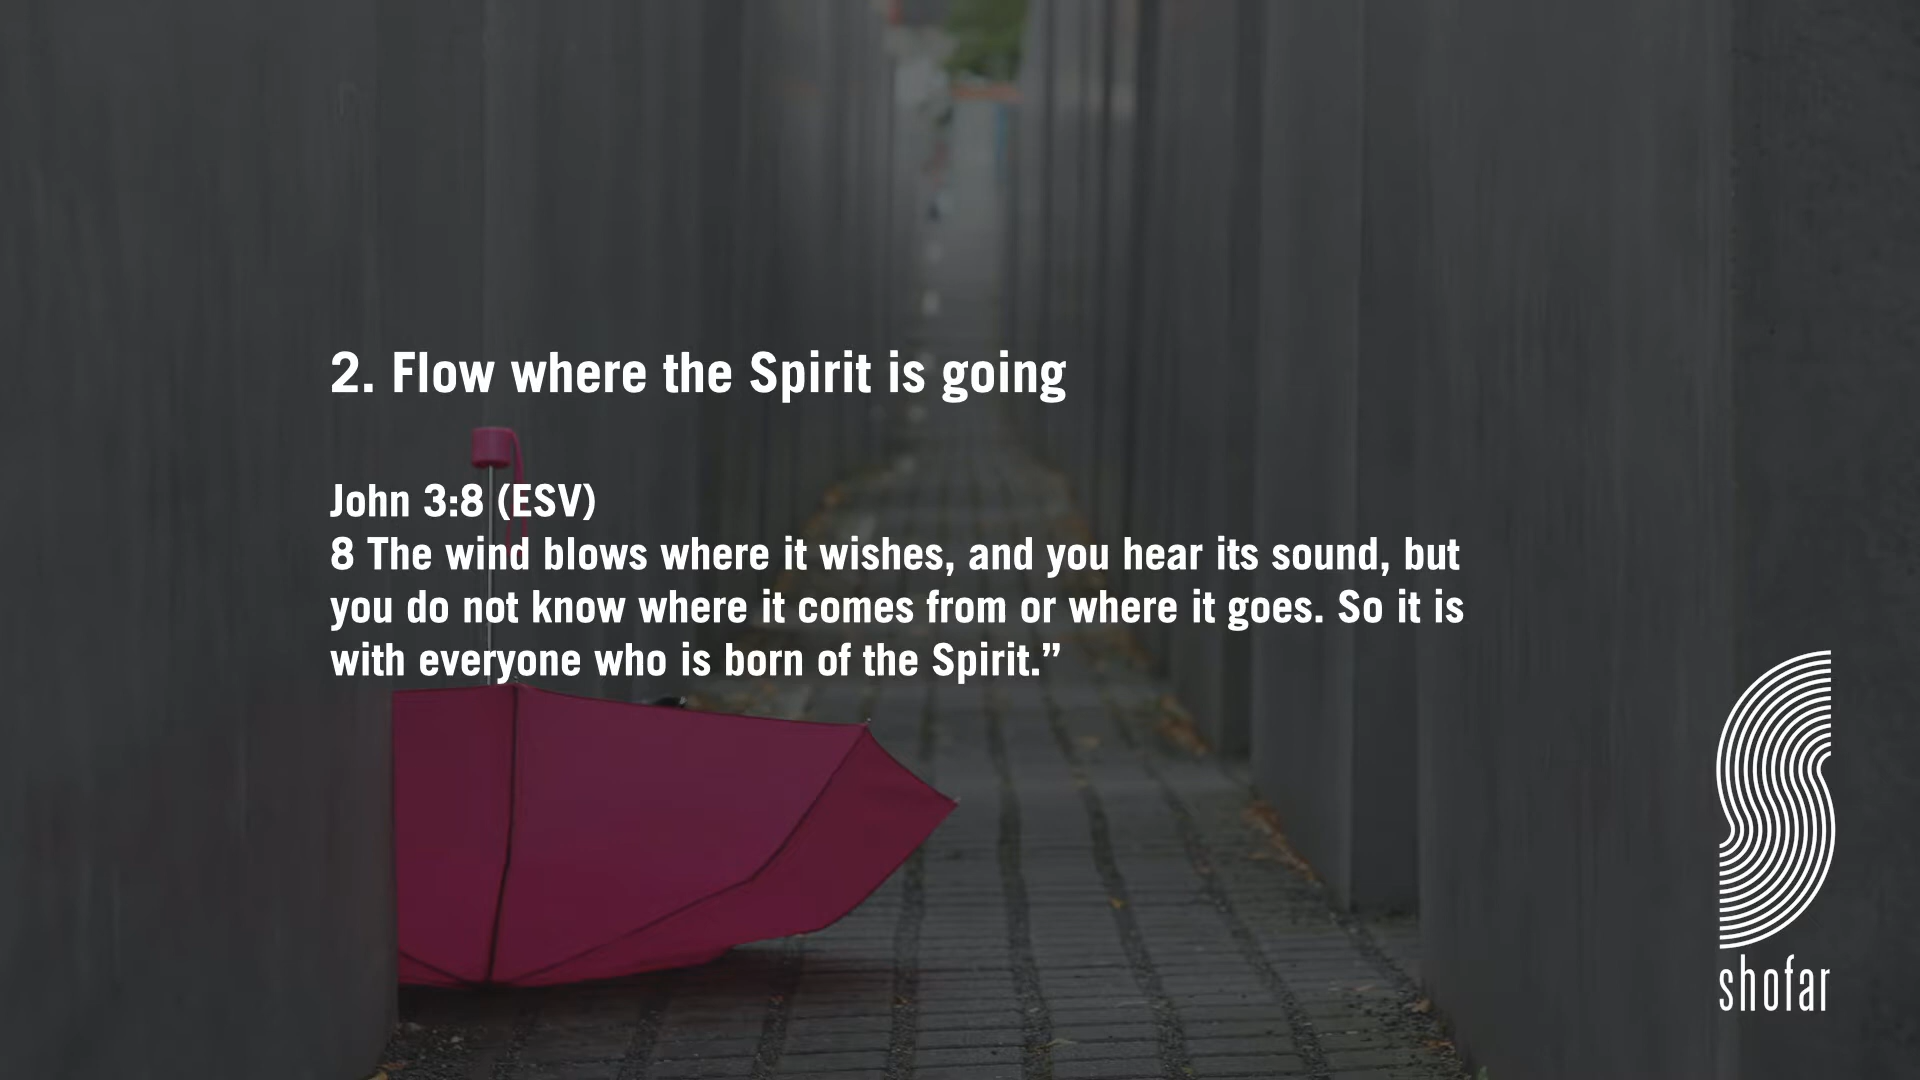 2. Flow where the Spirit is going
John 3:8 (ESV)
8 The wind blows where it wishes, and you hear its sound, but
you do not know where it comes from or where it goes. So it is
with everyone who is born of the Spirit.”
shofar